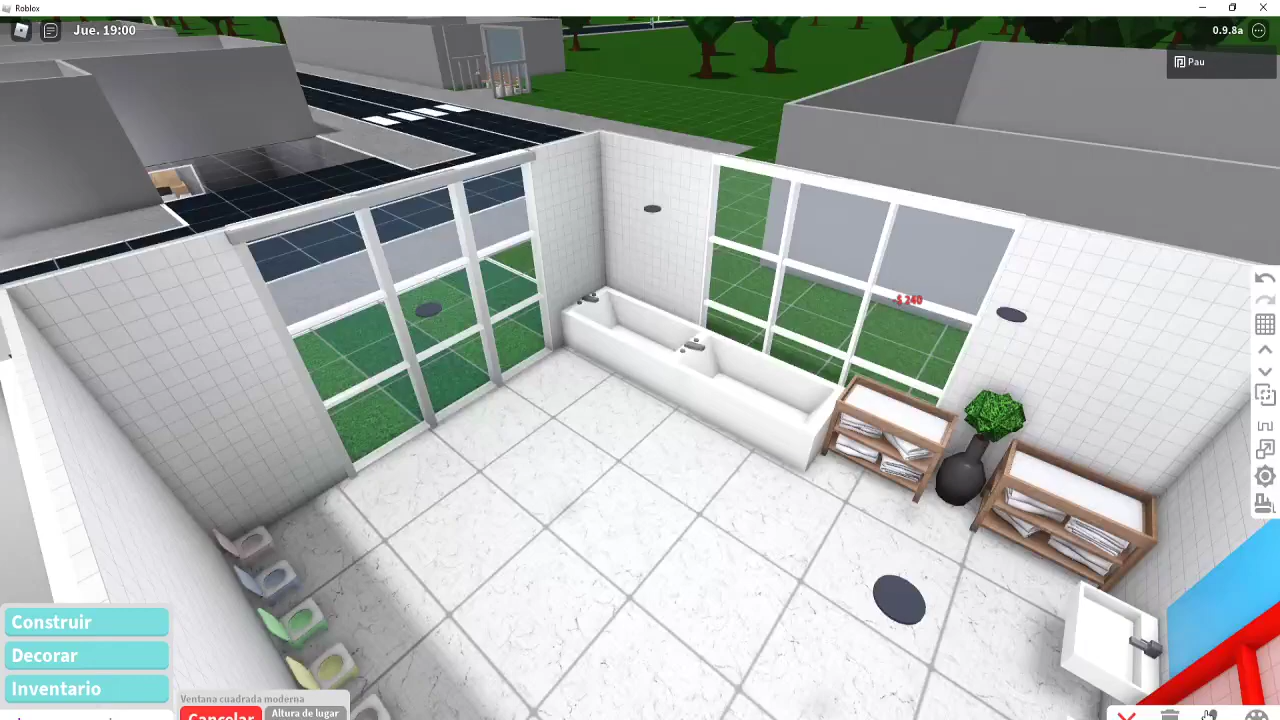 Roblox
Jue. 19:00
0.9.8a
Pau
-$ 240
Construir
Decorar
Inventario
Ventana cuadrada moderna
Cancelar
Altura de lugar